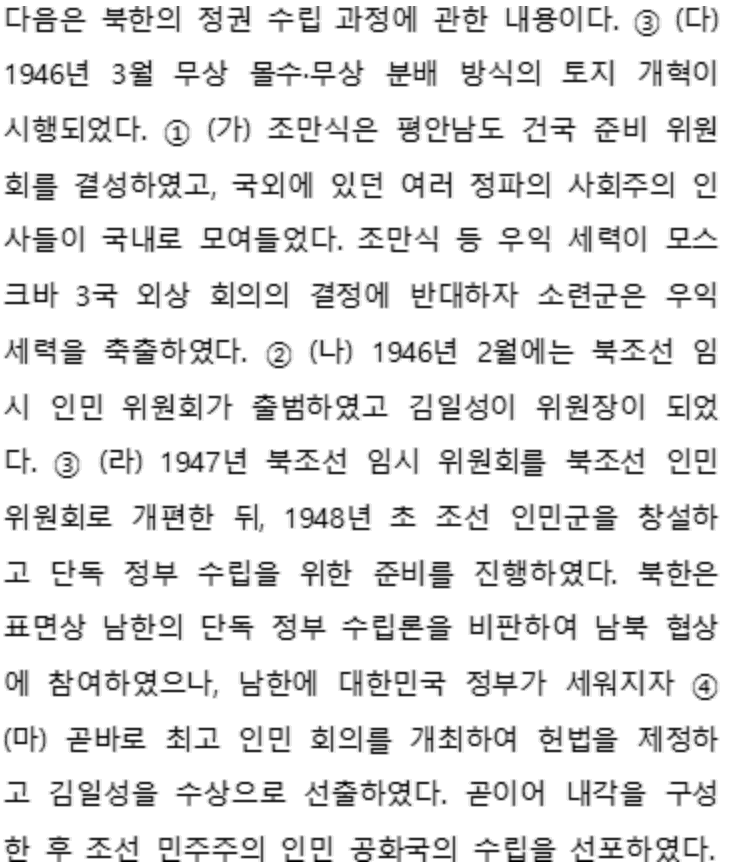 다음은 북한의 정권 수립 과정에 관한 내용이다. ③ (다)
1946년 3월 무상 몰수·무상 분배 방식의 토지 개혁이
시행되었다. ① (가) 조만식은 평안남도 건국 준비 위원
회를 결성하였고, 국외에 있던 여러 정파의 사회주의 인
사들이 국내로 모여들었다. 조만식 등 우익 세력이 모스
크바 3국 외상 회의의 결정에 반대하자 소련군은 우익
세력을 축출하였다. ② (나) 1946년 2월에는 북조선 임
시 인민 위원회가 출범하였고 김일성이 위원장이 되었
다. ③ (라) 1947년 북조선 임시 위원회를 북조선 인민
위원회로 개편한 뒤, 1948년 초 조선 인민군을 창설하
고 단독 정부 수립을 위한 준비를 진행하였다. 북한은
표면상 남한의 단독 정부 수립론을 비판하여 남북 협상
에 참여하였으나, 남한에 대한민국 정부가 세워지자 ④
(마) 곧바로 최고 인민 회의를 개최하여 헌법을 제정하
고 김일성을 수상으로 선출하였다. 곧이어 내각을 구성
한 후 조선 민주주의 인민 공화국의 수립을 선포하였다.